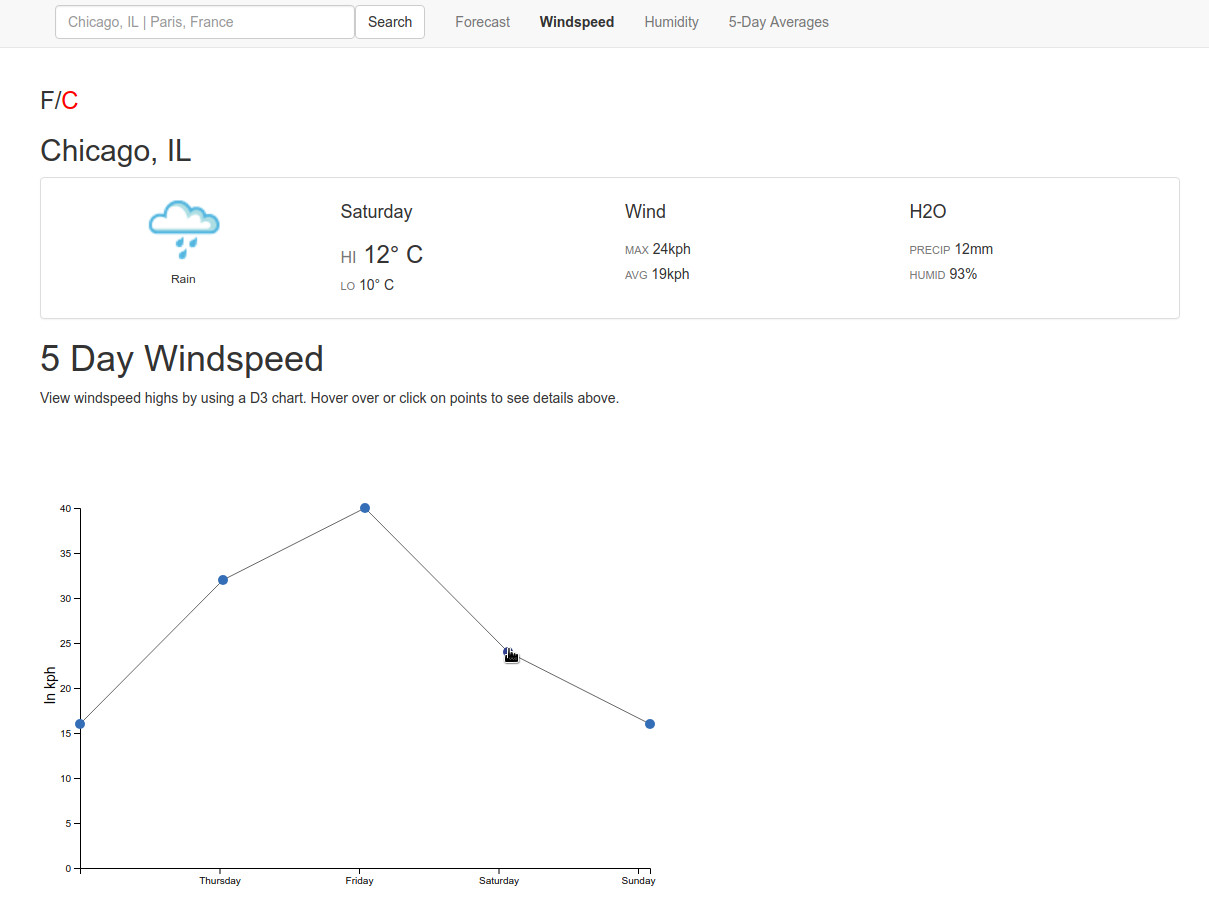 Chicago, IL | Paris, France Search Forecast Windspeed Humidity 5-Day Averages
F/C
Chicago, IL
Rain
Saturday
HI 12° C
LO 10° C
Wind
MAX 24kph
AVG 19kph
H2O
PRECIP 12mm
HUMID 93%
5 Day Windspeed
View windspeed highs by using a D3 chart. Hover over or click on points to see details above.
In kph
40
35
30
25
20
15
10
5
0
Thursday Friday Saturday Sunday